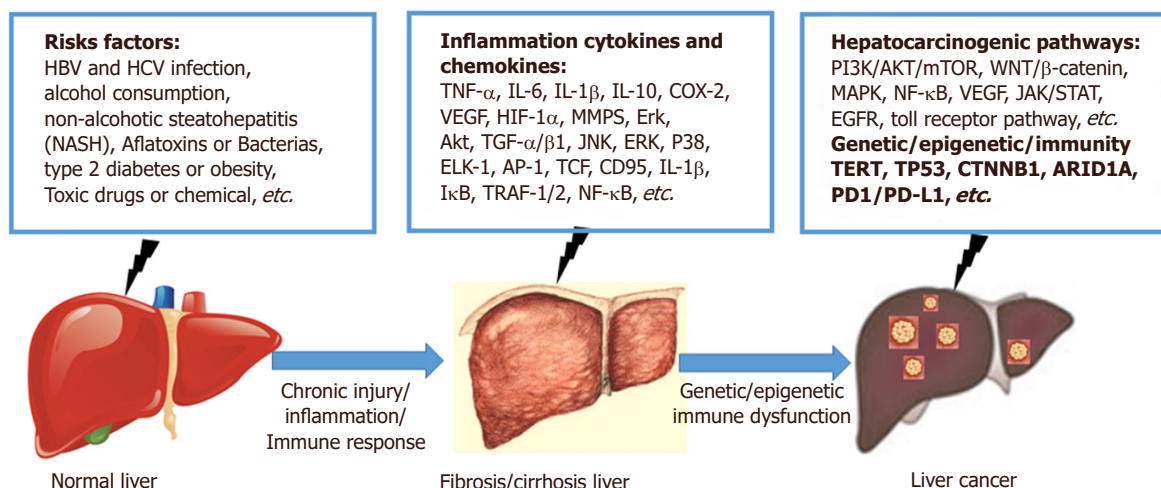 Risks factors:
HBV and HCV infection,
alcohol consumption,
non-alcohotic steatohepatitis
(NASH), Aflatoxins or Bacterias,
type 2 diabetes or obesity,
Toxic drugs or chemical, etc.
Inflammation cytokines and
chemokines:
TNF-α, IL-6, IL-1β, IL-10, COX-2,
VEGF, HIF-1α, MMPS, Erk,
Akt, TGF-α/β1, JNK, ERK, P38,
ELK-1, AP-1, TCF, CD95, IL-1β,
IκB, TRAF-1/2, NF-κB, etc.
Hepatocarcinogenic pathways:
PI3K/AKT/mTOR, WNT/β-catenin,
MAPK, NF-κB, VEGF, JAK/STAT,
EGFR, toll receptor pathway, etc.
Genetic/epigenetic/immunity
TERT, TP53, CTNNB1, ARID1A,
PD1/PD-L1, etc.
Chronic injury/
inflammation/
Immune response
Genetic/epigenetic
immune dysfunction
Normal liver
Fibrosis/cirrhosis liver
Liver cancer